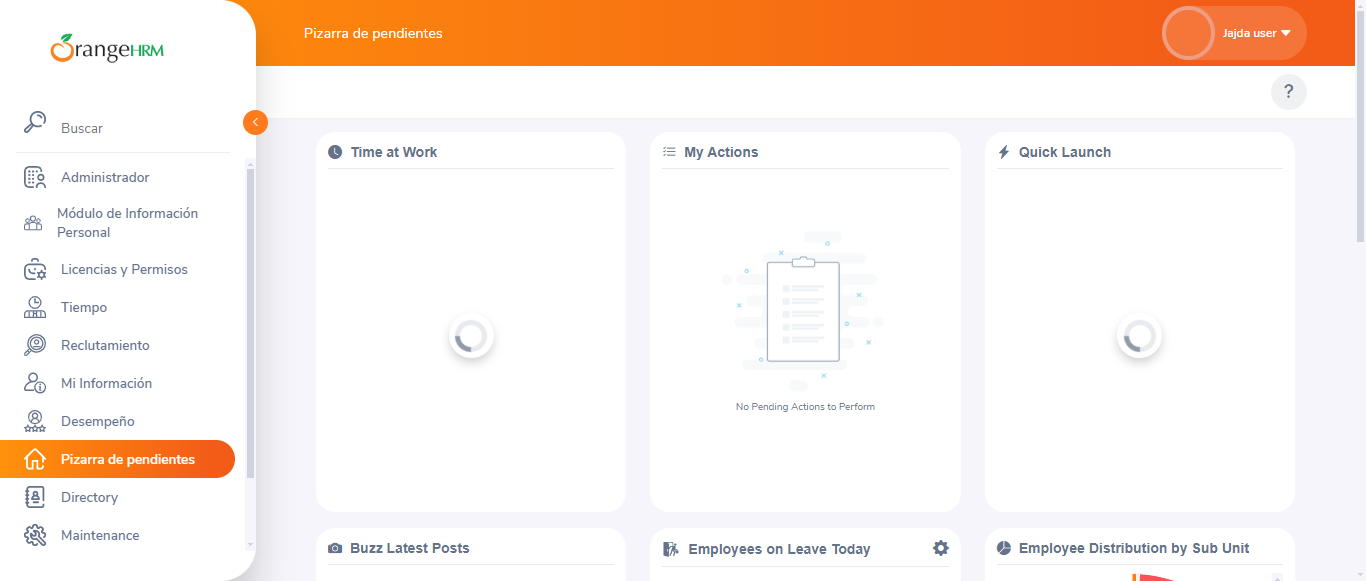 OrangeHRM
Pizarra de pendientes
Jajda user
?
Buscar
Administrador
Módulo de Información
Personal
Licencias y Permisos
Tiempo
Reclutamiento
Mi Información
Desempeño
Pizarra de pendientes
Directory
Maintenance
Time at Work
My Actions
No Pending Actions to Perform
Quick Launch
Buzz Latest Posts
Employees on Leave Today
Employee Distribution by Sub Unit